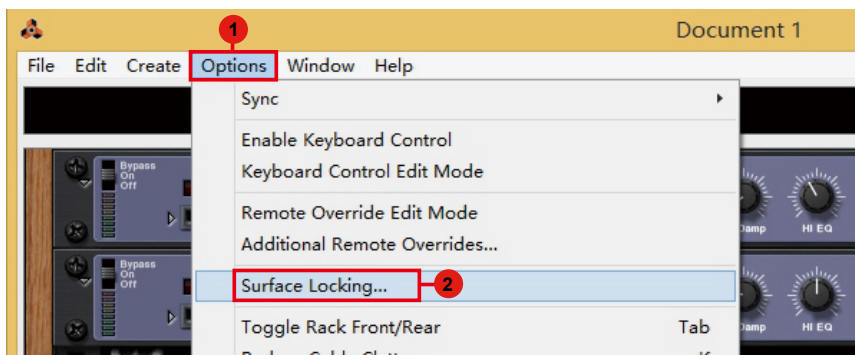 1
Document 1
File Edit Create Options Window Help
Sync
Enable Keyboard Control
Keyboard Control Edit Mode
Remote Override Edit Mode
Additional Remote Overrides...
Surface Locking... 2
Toggle Rack Front/Rear Tab
Bypass
On
Off
Damp HI EQ
Bypass
On
Off
Damp HI EQ